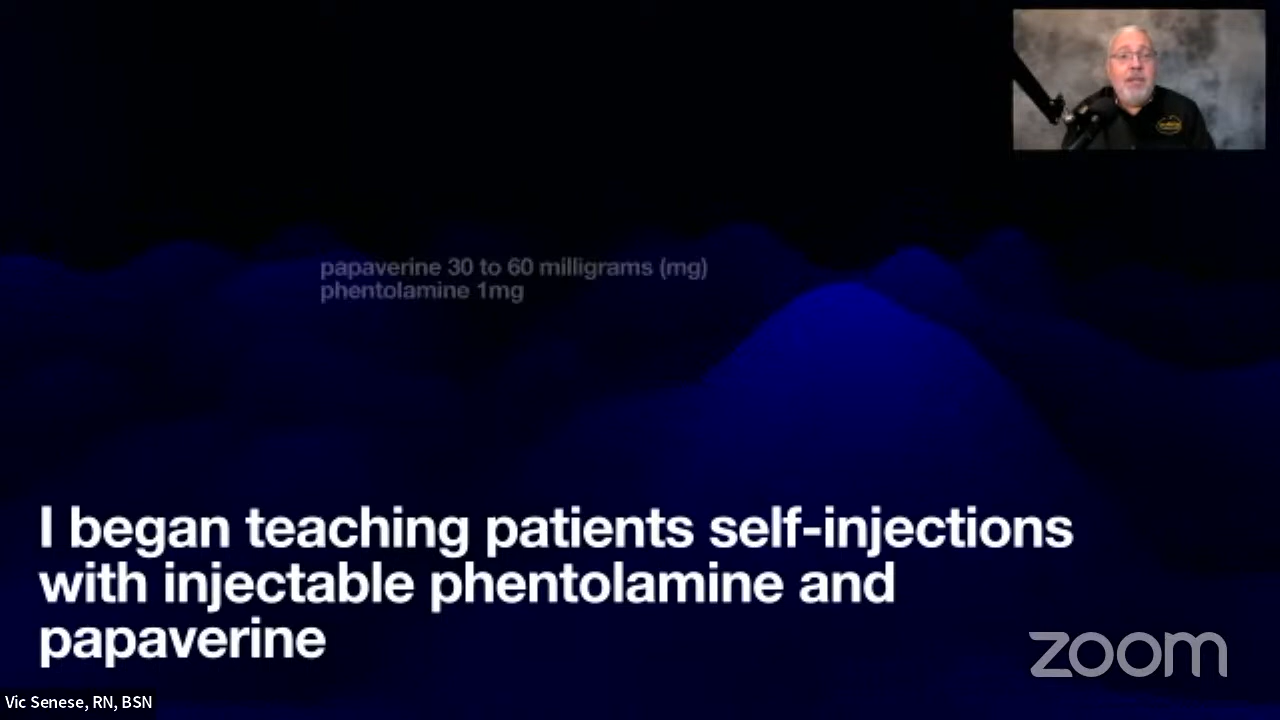 papaverine 30 to 60 milligrams (mg)
phentolamine 1mg
I began teaching patients self-injections
with injectable phentolamine and
papaverine
zoom
Vic Senese, RN, BSN